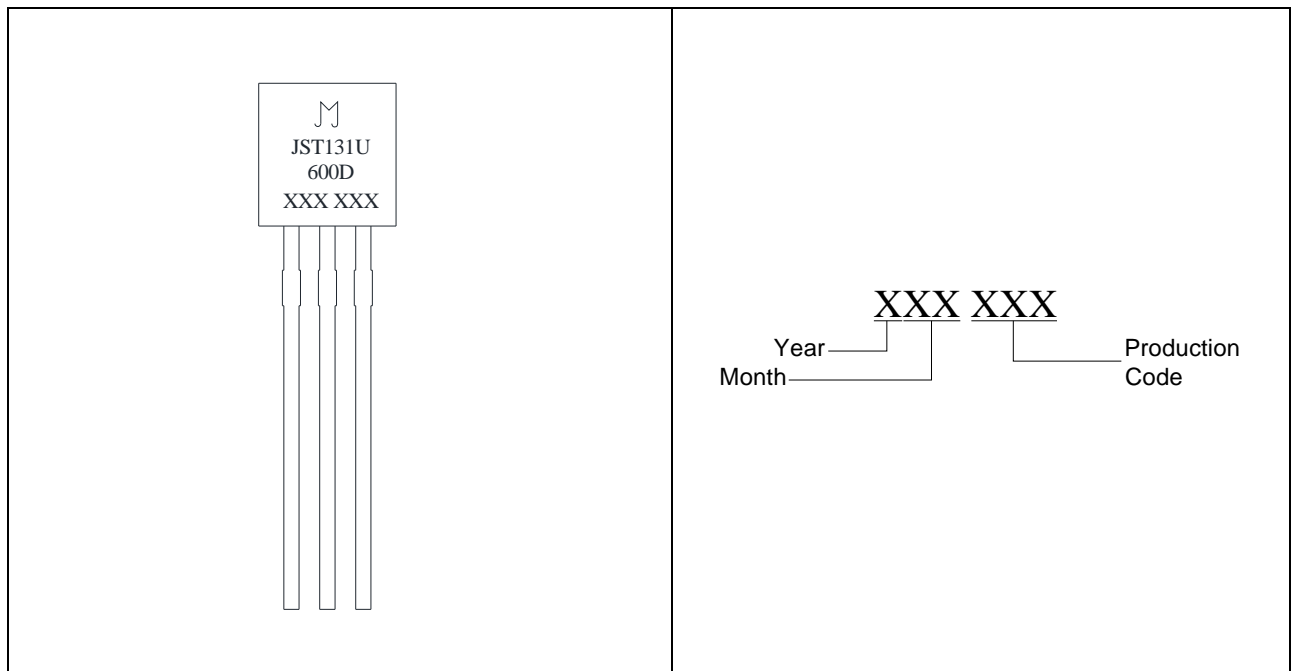 JST131U
600D
XXX XXX
XXX XXX
Year
Month
Production
Code